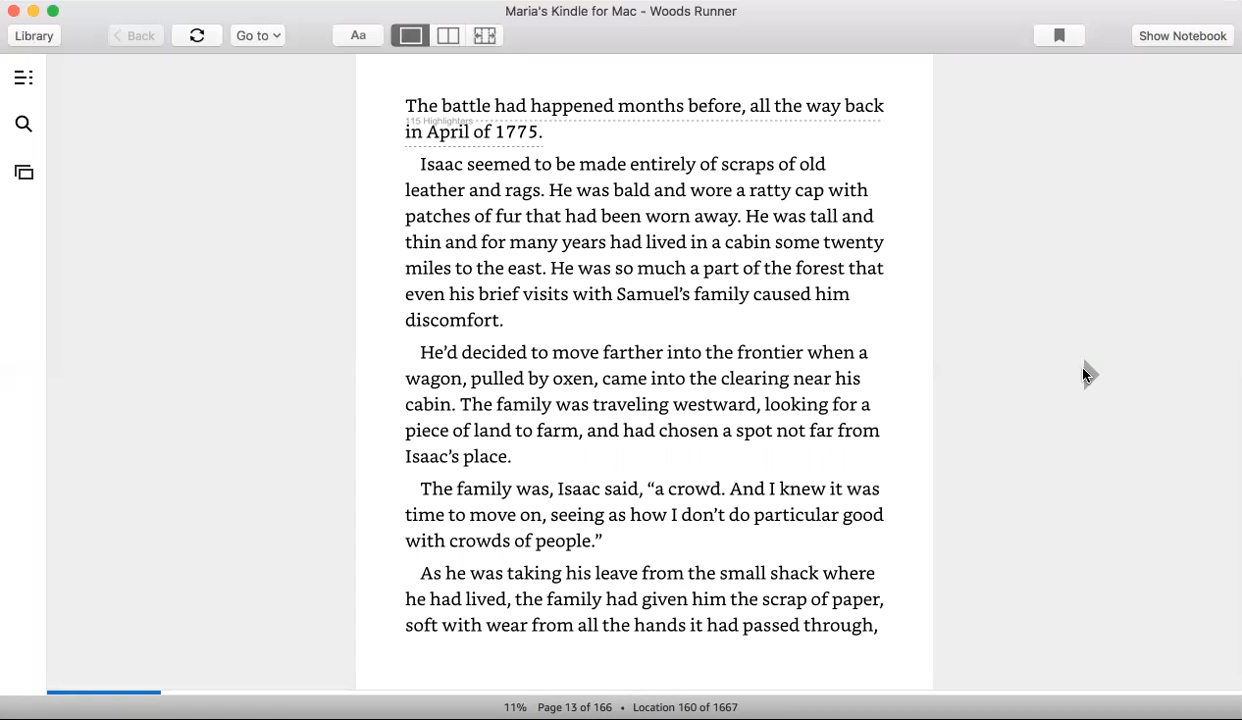 Maria's Kindle for Mac - Woods Runner
Library
Back
Go to
Aa
Show Notebook
The battle had happened months before, all the way back
115 Highlighters
in April of 1775.
Isaac seemed to be made entirely of scraps of old
leather and rags. He was bald and wore a ratty cap with
patches of fur that had been worn away. He was tall and
thin and for many years had lived in a cabin some twenty
miles to the east. He was so much a part of the forest that
even his brief visits with Samuel’s family caused him
discomfort.
He’d decided to move farther into the frontier when a
wagon, pulled by oxen, came into the clearing near his
cabin. The family was traveling westward, looking for a
piece of land to farm, and had chosen a spot not far from
Isaac’s place.
The family was, Isaac said, “a crowd. And I knew it was
time to move on, seeing as how I don’t do particular good
with crowds of people.”
As he was taking his leave from the small shack where
he had lived, the family had given him the scrap of paper,
soft with wear from all the hands it had passed through,
11% Page 13 of 166 • Location 160 of 1667